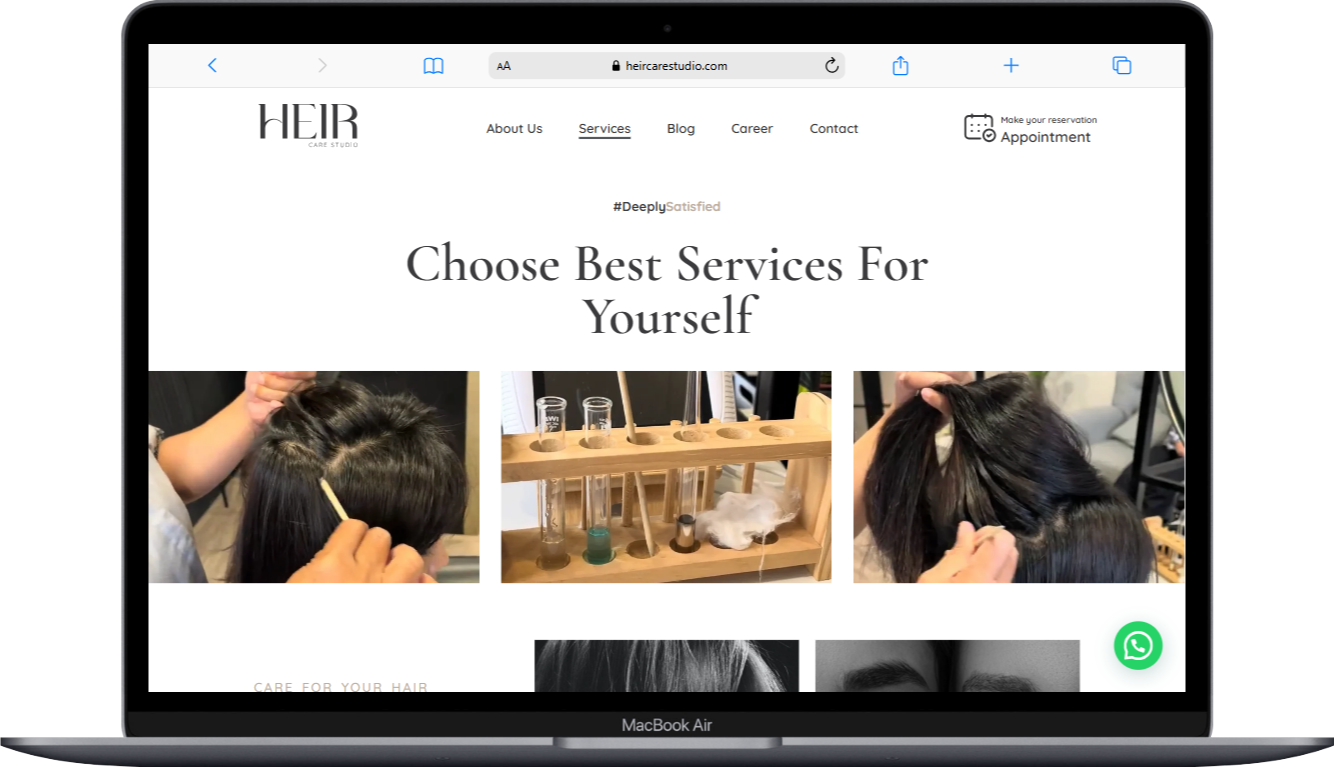 AA
heircarestudio.com
HEIR
CARE STUDIO
About Us
Services
Blog
Career
Contact
Make your reservation
Appointment
#DeeplySatisfied
Choose Best Services For
Yourself
CARE FOR YOUR HAIR
MacBook Air